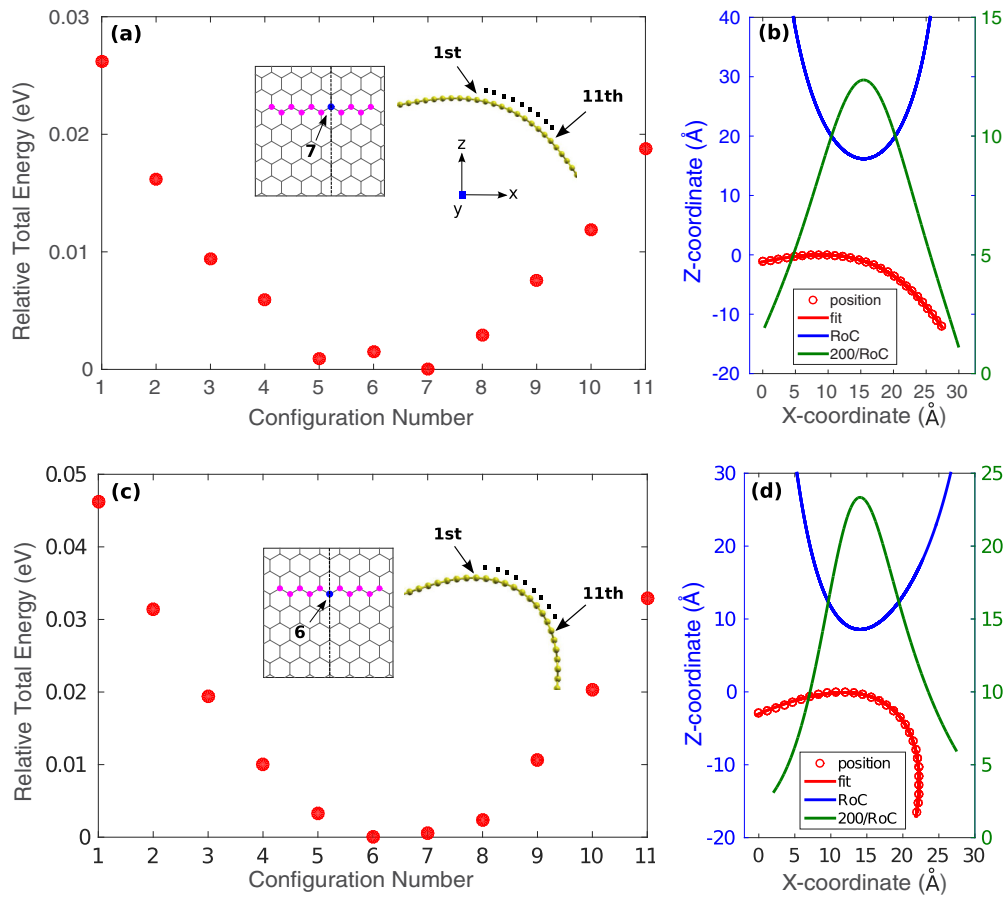 (a)
Relative Total Energy (eV)
0.03
0.02
0.01
0
1 2 3 4 5 6 7 8 9 10 11
Configuration Number
7
1st
11th
z
x
y
(b)
Z-coordinate (Å)
40
30
20
10
0
-10
-20
15
10
5
0
position
fit
RoC
200/RoC
0 5 10 15 20 25 30
X-coordinate (Å)
(c)
Relative Total Energy (eV)
0.05
0.04
0.03
0.02
0.01
0
1 2 3 4 5 6 7 8 9 10 11
Configuration Number
6
1st
11th
(d)
Z-coordinate (Å)
30
20
10
0
-10
-20
25
20
15
10
5
0
position
fit
RoC
200/RoC
0 5 10 15 20 25 30
X-coordinate (Å)